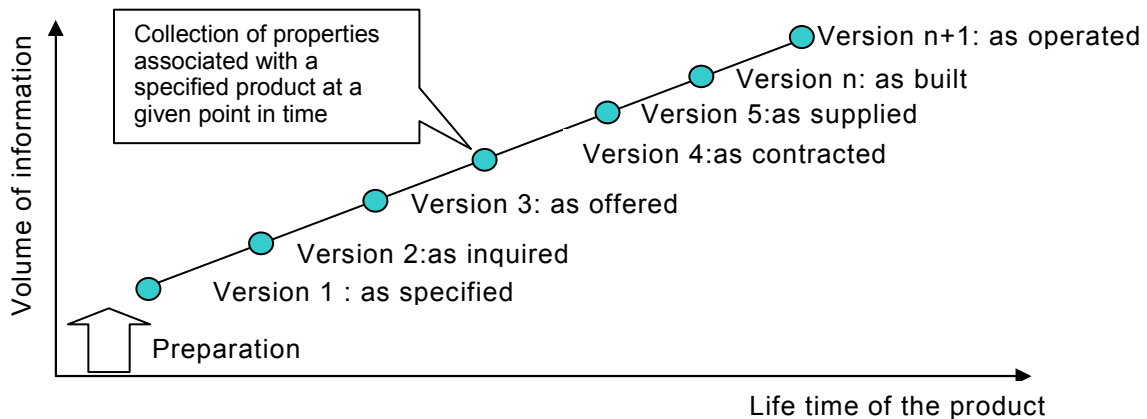 Collection of properties
associated with a
specified product at a
given point in time
Version n+1: as operated
Version n: as built
Version 5:as supplied
Version 4:as contracted
Version 3: as offered
Version 2:as inquired
Version 1 : as specified
Preparation
Volume of information
Life time of the product